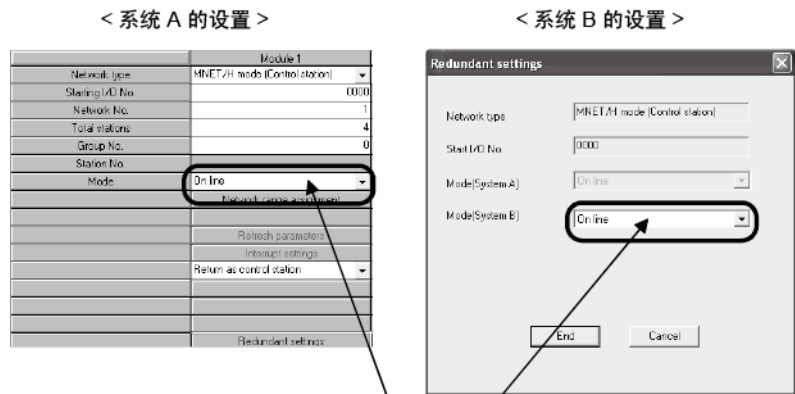 <系统 A 的设置>
<系统 B 的设置>
Module 1
Network type
MNET/H mode (Control station)
Starting I/O No.
0000
Network No.
1
Total stations
4
Group No.
0
Station No.
Mode
On line
Network range assignment
Refresh parameters
Interrupt settings
Return as control station
Redundant settings
Redundant settings
Network type
MNET/H mode (Control station)
Start I/O No.
0000
Mode(System A)
On line
Mode(System B)
On line
End
Cancel